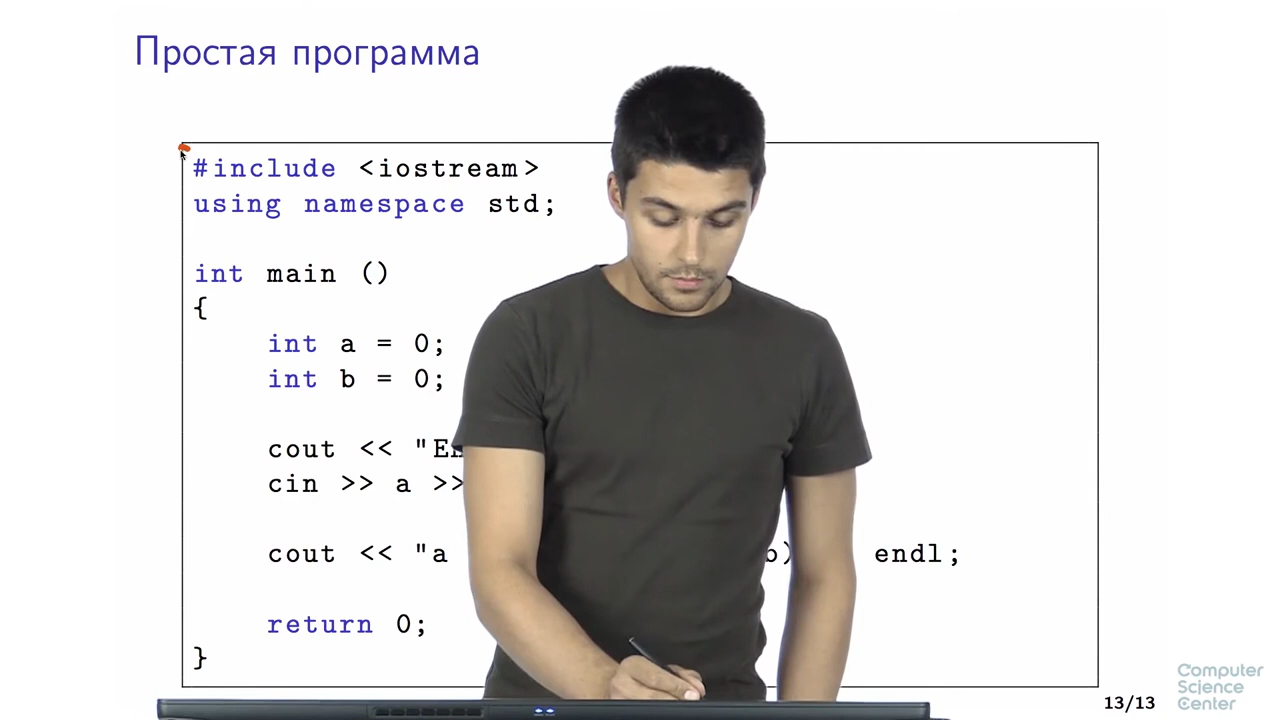 Простая программа
#include <iostream>
using namespace std;
int main ()
{
int a = 0;
int b = 0;
cout << "En
cin >> a >>
cout << "a b) endl;
return 0;
}
13/13
Computer
Science
Center